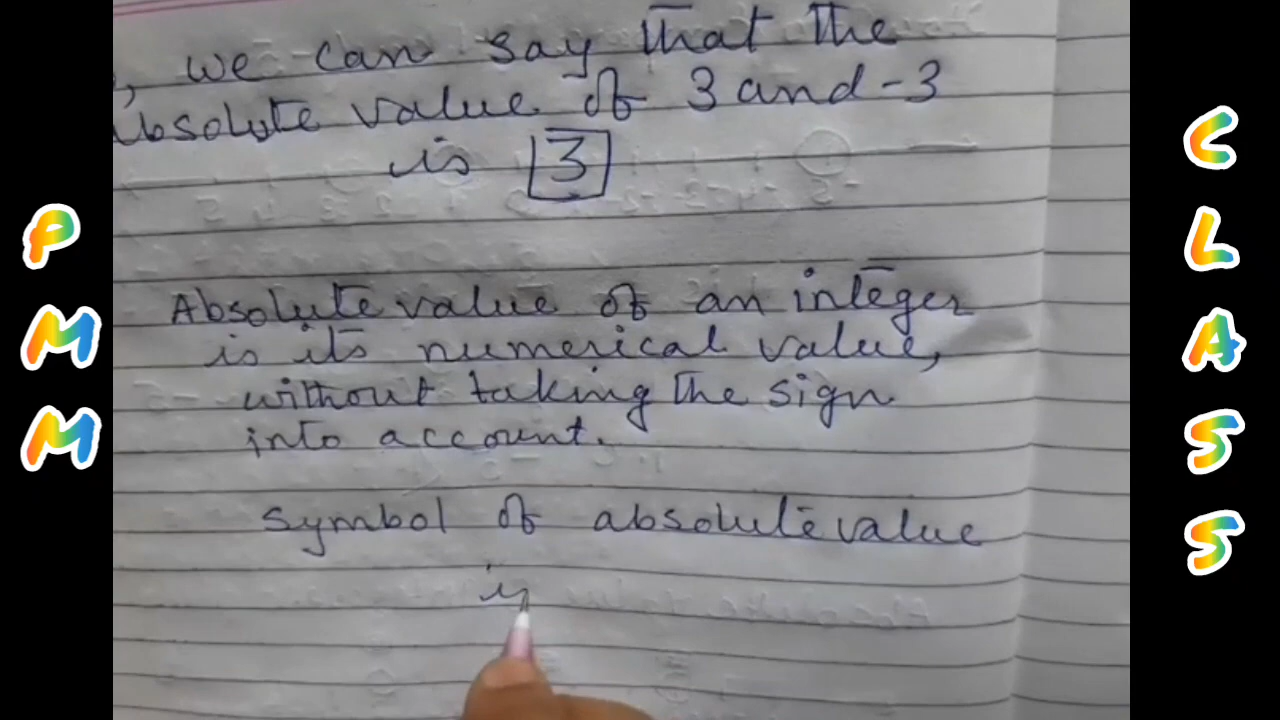 , we can say that the
absolute value of 3 and -3
is 3
Absolute value of an integer
is its numerical value,
without taking the sign
into account.
Symbol of absolute value
is
PMM
CLASS